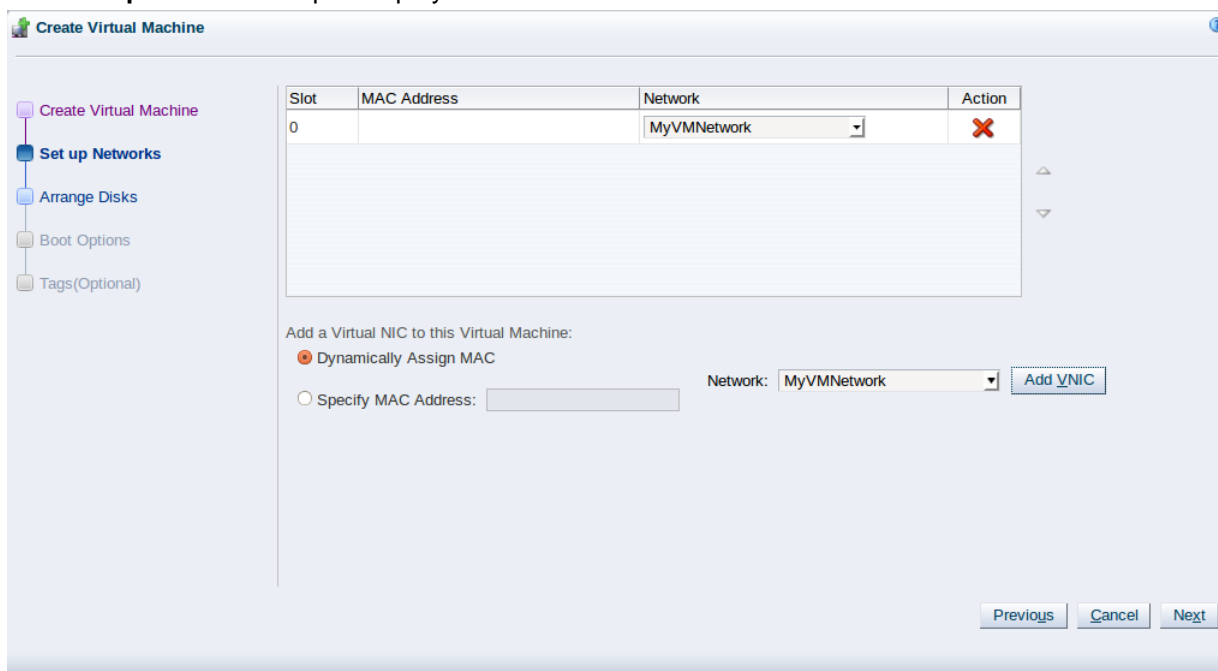 Create Virtual Machine
Create Virtual Machine
Set up Networks
Arrange Disks
Boot Options
Tags(Optional)
Slot MAC Address Network Action
0 MyVMNetwork
Add a Virtual NIC to this Virtual Machine:
Dynamically Assign MAC
Specify MAC Address:
Network: MyVMNetwork Add VNIC
Previous Cancel Next